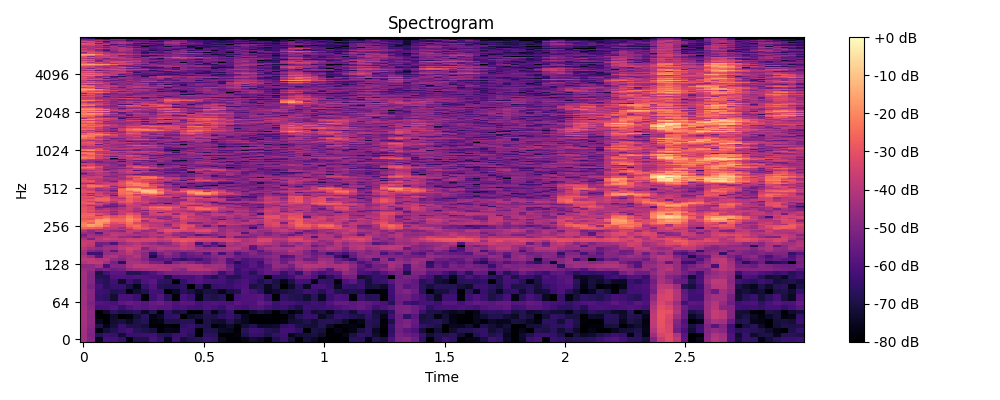 Spectrogram
Hz
4096
2048
1024
512
256
128
64
0
0
0.5
1
1.5
2
2.5
Time
+0 dB
-10 dB
-20 dB
-30 dB
-40 dB
-50 dB
-60 dB
-70 dB
-80 dB